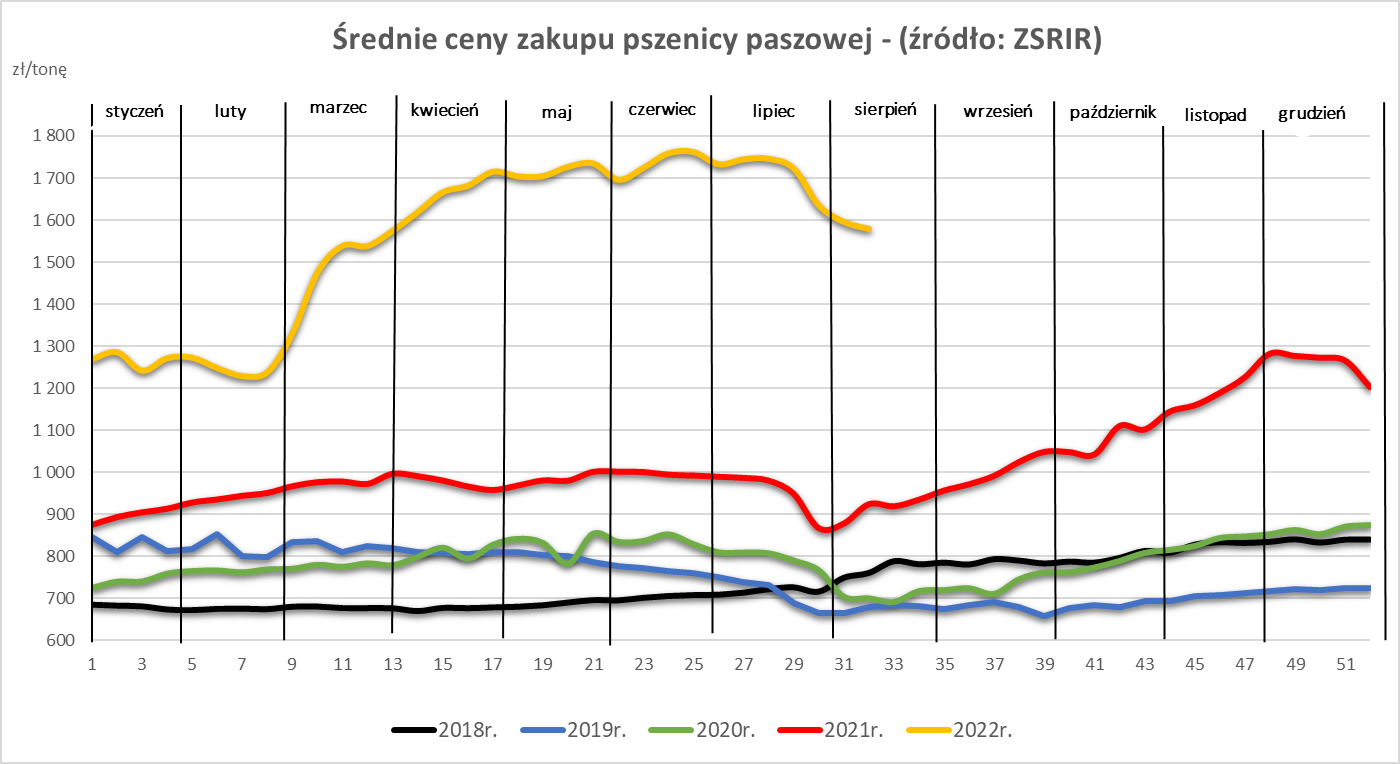 Średnie ceny zakupu pszenicy paszowej - (źródło: ZSRIR)
zł/tonę
styczeń luty marzec kwiecień maj czerwiec lipiec sierpień wrzesień październik listopad grudzień
1 800
1 700
1 600
1 500
1 400
1 300
1 200
1 100
1 000
900
800
700
600
1 3 5 7 9 11 13 15 17 19 21 23 25 27 29 31 33 35 37 39 41 43 45 47 49 51
2018r. 2019r. 2020r. 2021r. 2022r.